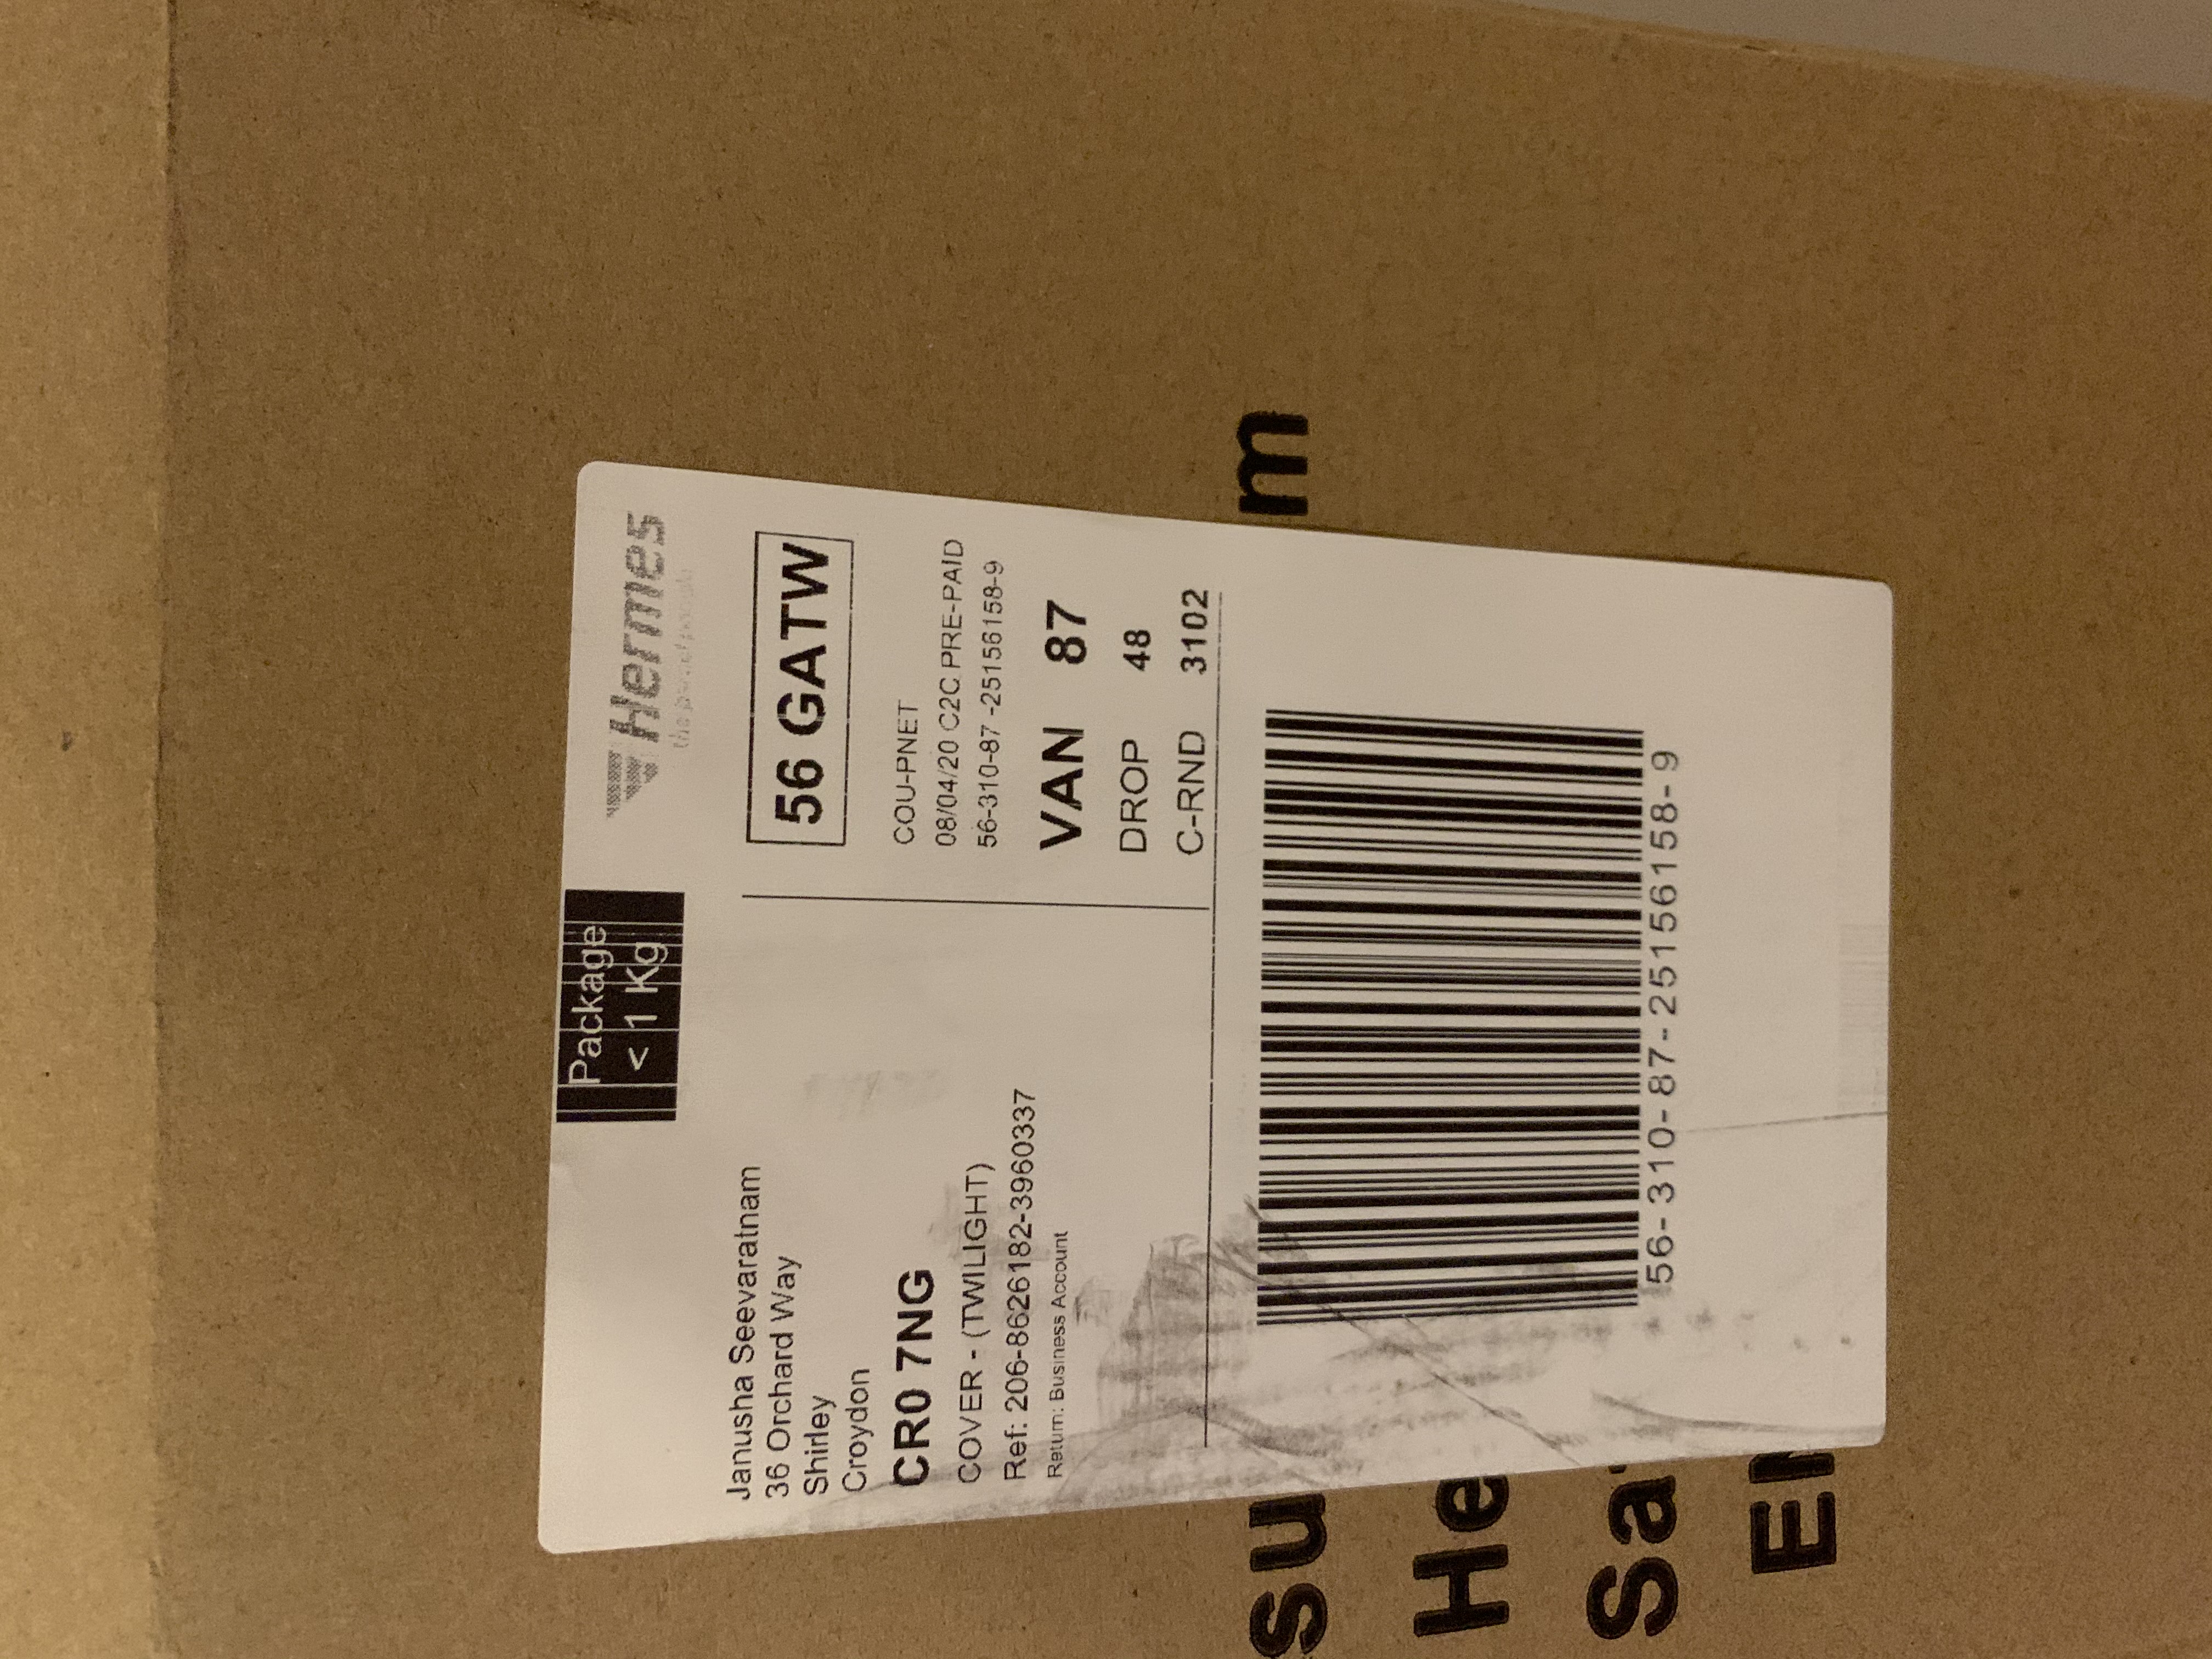 Package
< 1 Kg
Hermes
Janusha Seevaratnam
36 Orchard Way
Shirley
Croydon
CR0 7NG
COVER - (TWILIGHT)
Ref: 206-8626182-3960337
Return: Business Account
56 GATW
COU-PNET
08/04/20 C2C PRE-PAID
56-310-87 -25156158-9
VAN 87
DROP 48
C-RND 3102
56-310-87-25156158-9
su
m
He
Sa